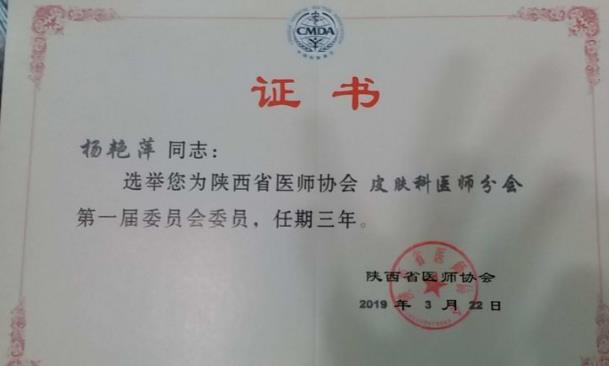 CMDA
证书
杨艳萍 同志：
选举您为陕西省医师协会 皮肤科医师分会
第一届委员会委员，任期三年。
陕西省医师协会
2019 年 3 月 22 日